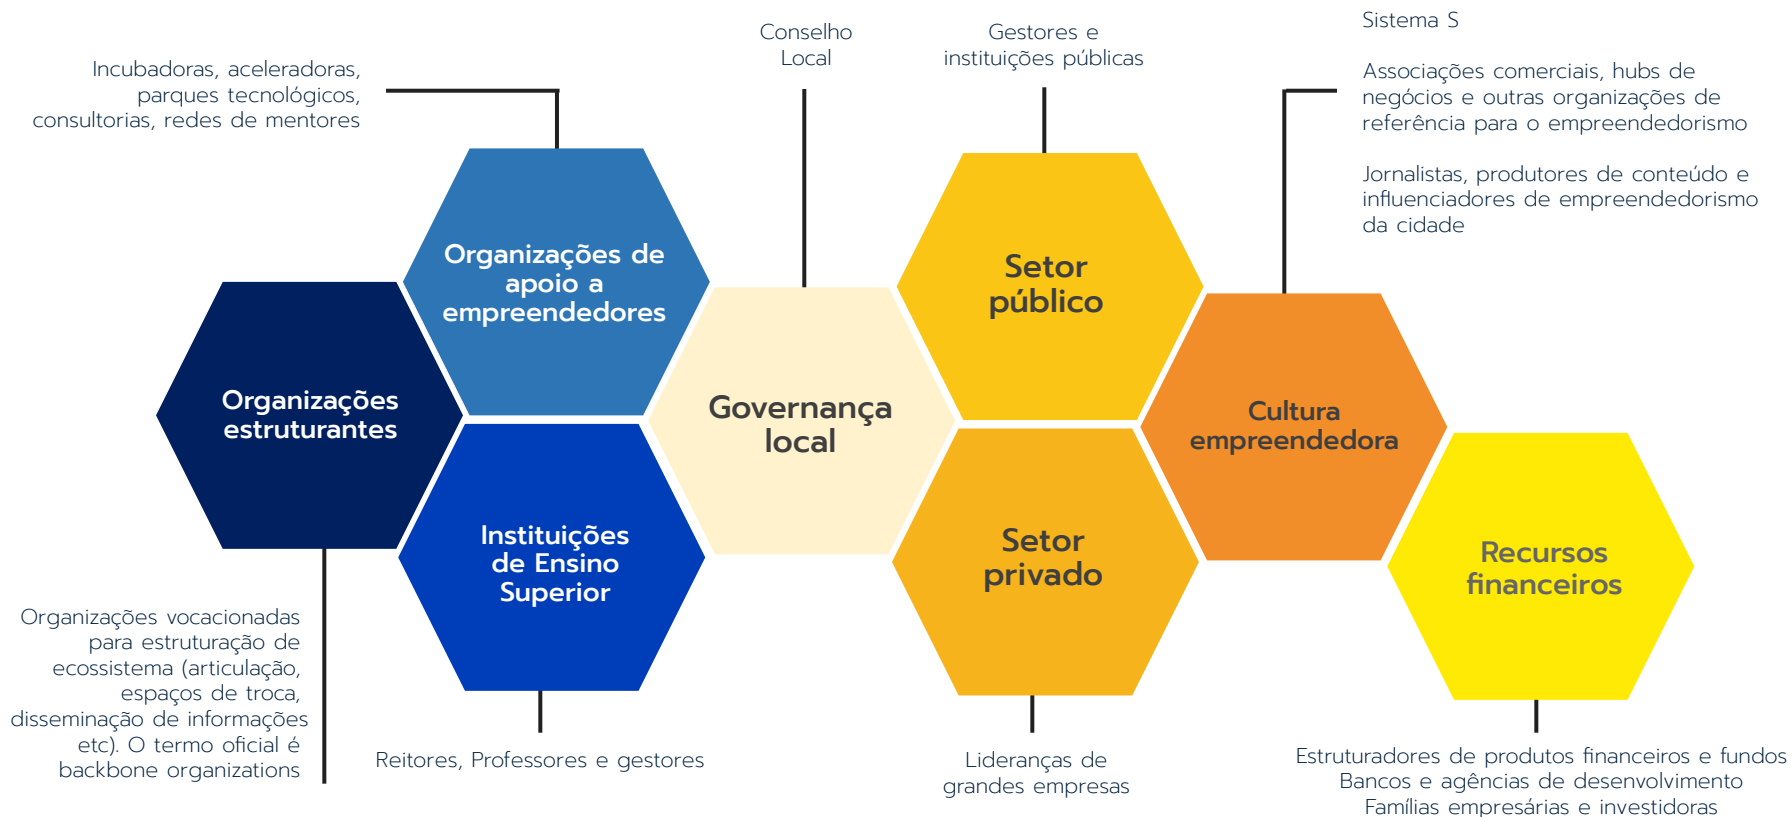 Incubadoras, aceleradoras,
parques tecnológicos,
consultorias, redes de mentores
Conselho
Local
Gestores e
instituições públicas
Sistema S
Associações comerciais, hubs de
negócios e outras organizações de
referência para o empreendedorismo
Jornalistas, produtores de conteúdo e
influenciadores de empreendedorismo
da cidade
Organizações de
apoio a
empreendedores
Setor
público
Organizações
estruturantes
Governança
local
Cultura
empreendedora
Instituições
de Ensino
Superior
Setor
privado
Recursos
financeiros
Organizações vocacionadas
para estruturação de
ecossistema (articulação,
espaços de troca,
disseminação de informações
etc). O termo oficial é
backbone organizations
Reitores, Professores e gestores
Lideranças de
grandes empresas
Estruturadores de produtos financeiros e fundos
Bancos e agências de desenvolvimento
Famílias empresárias e investidoras